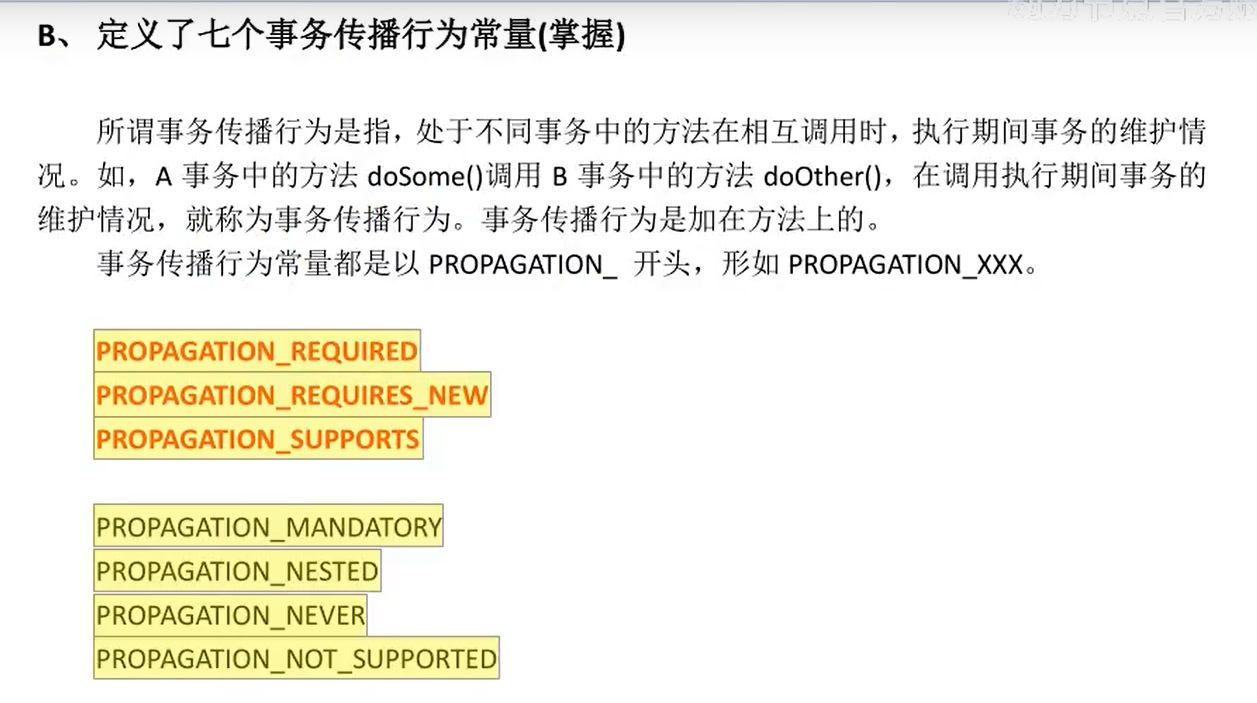 B、 定义了七个事务传播行为常量(掌握)
所谓事务传播行为是指，处于不同事务中的方法在相互调用时，执行期间事务的维护情
况。如，A 事务中的方法 doSome()调用 B 事务中的方法 doOther()，在调用执行期间事务的
维护情况，就称为事务传播行为。事务传播行为是加在方法上的。
事务传播行为常量都是以 PROPAGATION_ 开头，形如 PROPAGATION_XXX。
PROPAGATION_REQUIRED
PROPAGATION_REQUIRES_NEW
PROPAGATION_SUPPORTS
PROPAGATION_MANDATORY
PROPAGATION_NESTED
PROPAGATION_NEVER
PROPAGATION_NOT_SUPPORTED